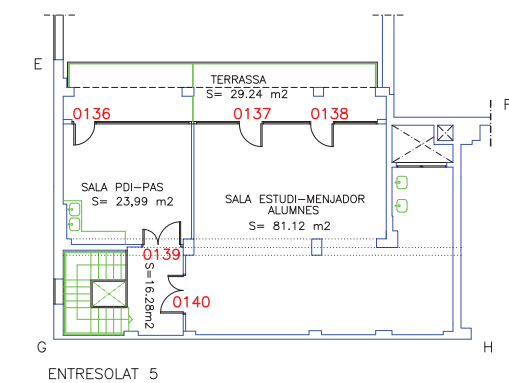 E
TERRASSA
S= 29.24 m2
F
0136
0137
0138
SALA PDI-PAS
S= 23,99 m2
SALA ESTUDI-MENJADOR
ALUMNES
S= 81.12 m2
0139
S=16.28m2
0140
G
H
ENTRESOLAT 5